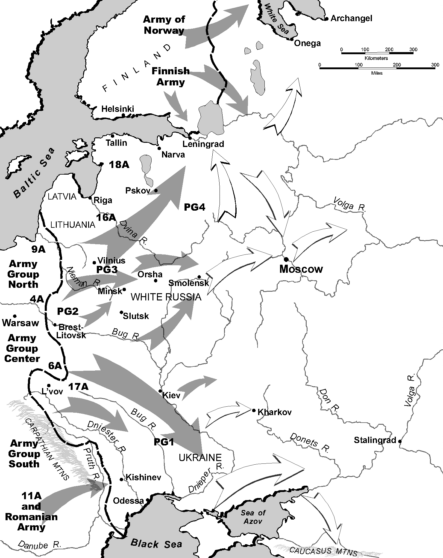 Army of
Norway
White Sea
Archangel
Onega
0 100 200 300
Kilometers
0 100 200 300
Miles
FINLAND
Finnish
Army
Helsinki
Leningrad
Baltic Sea
Tallin
Narva
18A
Pskov
LATVIA
Riga
16A
PG4
LITHUANIA
Dvina R.
Volga R.
9A
Vilnius
PG3
Army
Group
North
Niemen R.
Orsha
Smolensk
Moscow
Minsk
WHITE RUSSIA
4A
PG2
Slutsk
Warsaw
Brest-
Litovsk
Bug R.
Army
Group
Center
6A
17A
L'vov
Kiev
Kharkov
Don R.
Volga R.
Bug R.
Dniester R.
PG1
Donets R.
Stalingrad
CARPATHIAN MTNS
Army
Group
South
Pruth R.
UKRAINE
Dnieper
R.
Kishinev
11A
and
Romanian
Army
Odessa
Sea of
Azov
Danube R.
Black Sea
CAUCASUS MTNS